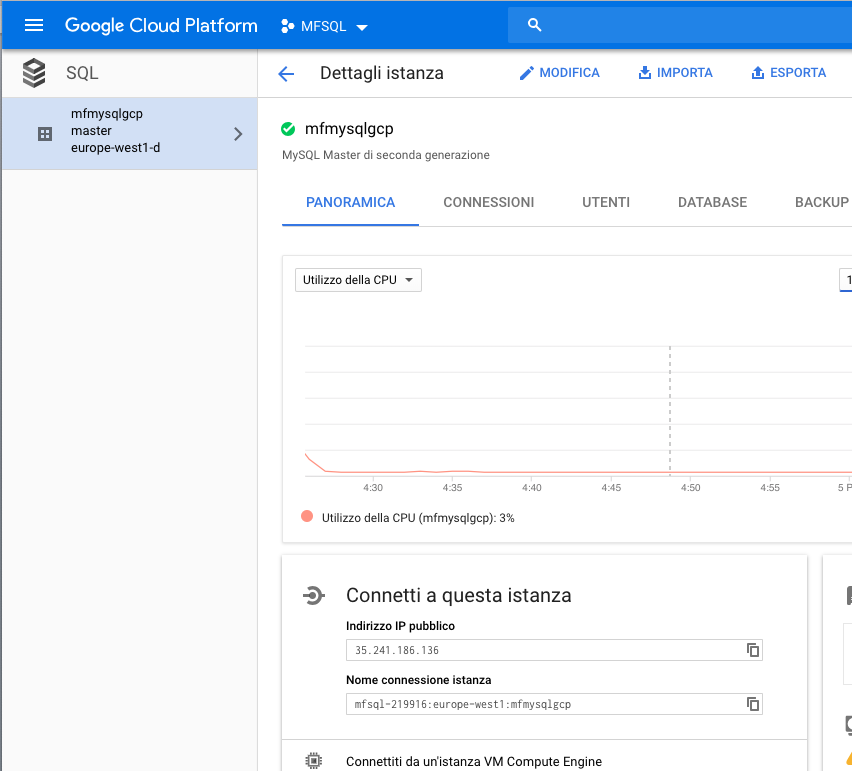 Google Cloud Platform
MFSQL
SQL
Dettagli istanza
MODIFICA
IMPORTA
ESPORTA
mfmysqlgcp
master
europe-west1-d
mfmysqlgcp
MySQL Master di seconda generazione
PANORAMICA
CONNESSIONI
UTENTI
DATABASE
BACKUP
Utilizzo della CPU
1
4:30
4:35
4:40
4:45
4:50
4:55
5 P
Utilizzo della CPU (mfmysqlgcp): 3%
Connetti a questa istanza
Indirizzo IP pubblico
35.241.186.136
Nome connessione istanza
mfsql-219916:europe-west1:mfmysqlgcp
Connettiti da un'istanza VM Compute Engine